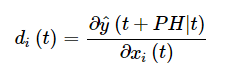 d_i (t) = ∂ŷ (t + PH|t) / ∂x_i (t)